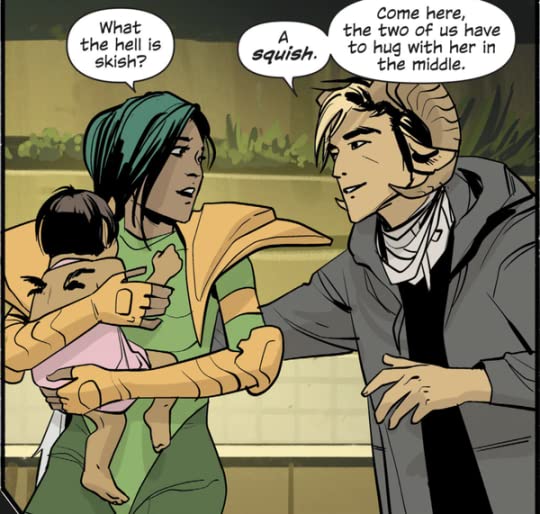 What
the hell is
skish?
A
squish.
Come here,
the two of us have
to hug with her in
the middle.